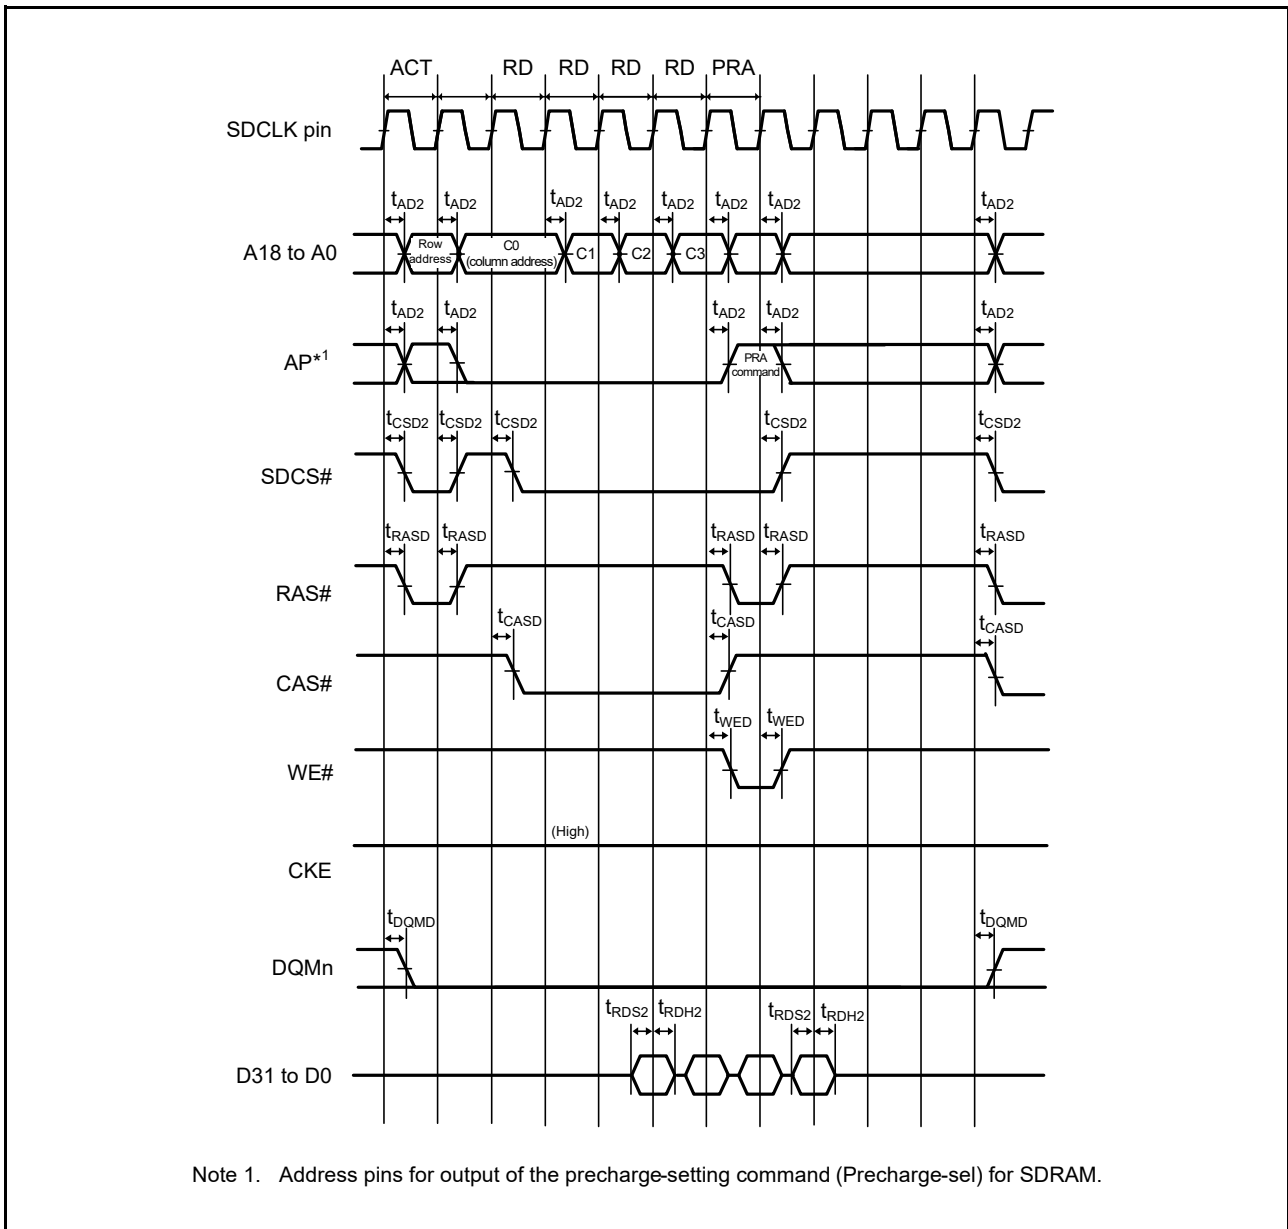 ACT RD RD RD RD PRA
SDCLK pin
tAD2 tAD2 tAD2 tAD2 tAD2 tAD2 tAD2 tAD2
A18 to A0
Row address
C0 (column address)
C1 C2 C3
tAD2 tAD2 tAD2 tAD2 tAD2
AP*1
PRA command
tCSD2 tCSD2 tCSD2 tCSD2 tCSD2
SDCS#
tRASD tRASD tRASD tRASD tRASD
RAS#
tCASD tCASD tCASD
CAS#
tWED tWED
WE#
(High)
CKE
tDQMD tDQMD
DQMn
tRDS2 tRDH2 tRDS2 tRDH2
D31 to D0
Note 1. Address pins for output of the precharge-setting command (Precharge-sel) for SDRAM.